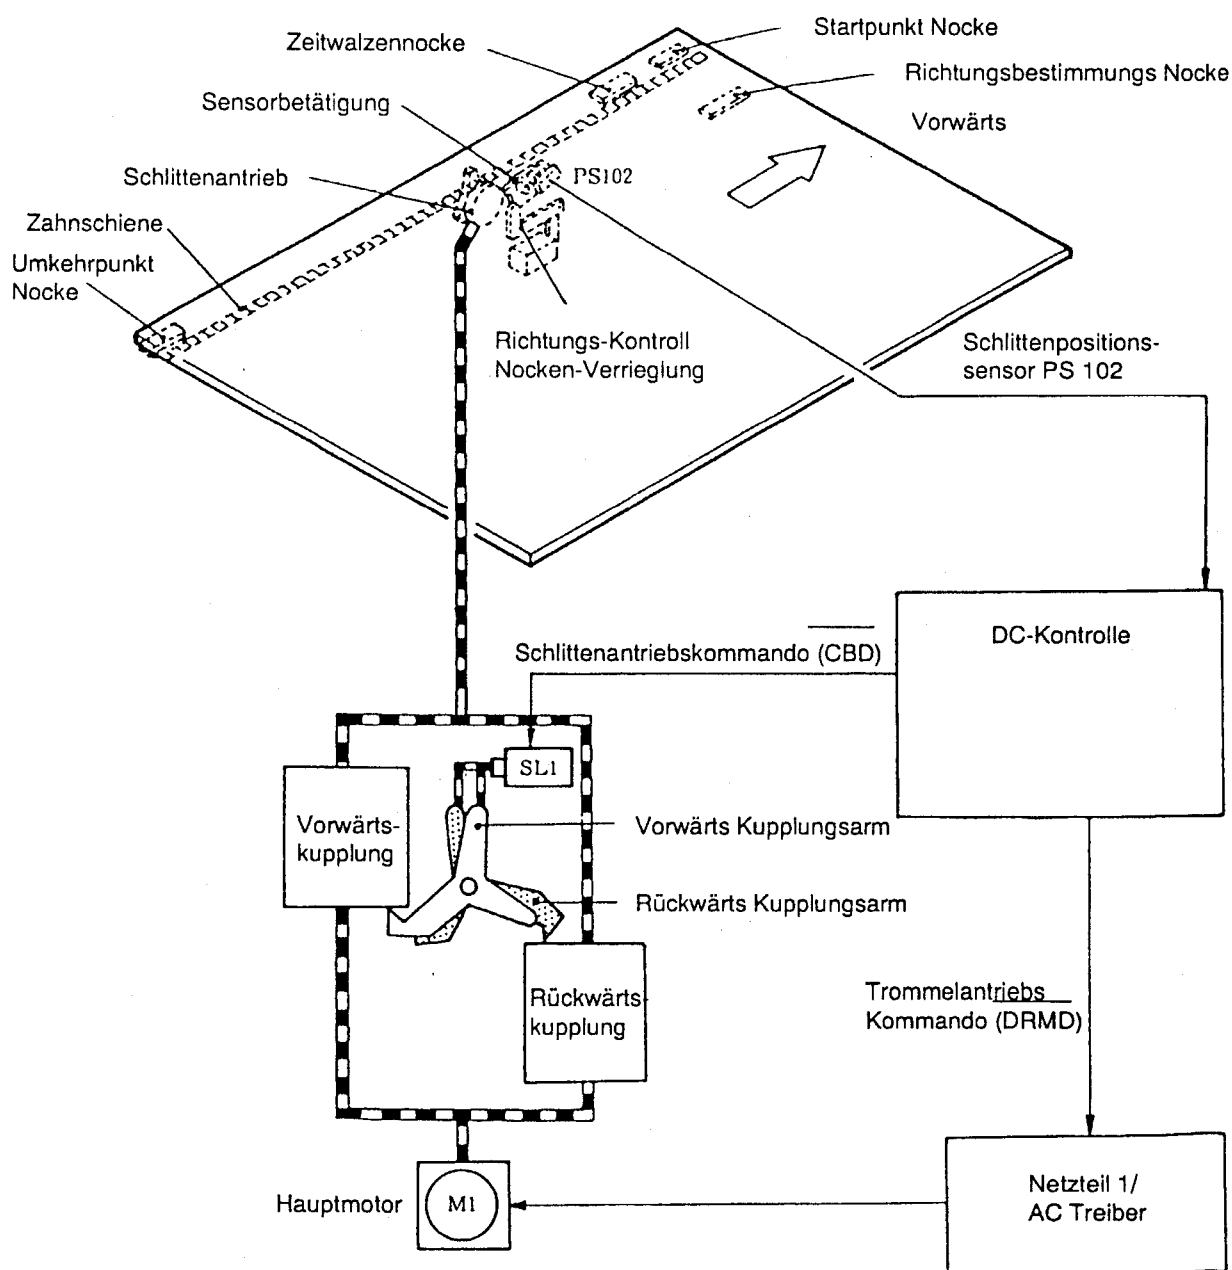 Startpunkt Nocke
Zeitwalzennocke
Richtungsbestimmungs Nocke
Sensorbetätigung
Vorwärts
Schlittenantrieb
PS102
Zahnschiene
Umkehrpunkt
Nocke
Richtungs-Kontroll
Nocken-Verrieglung
Schlittenpositions-
sensor PS 102
DC-Kontrolle
Schlittenantriebskommando (CBD)
SL1
Vorwärts-
kupplung
Vorwärts Kupplungsarm
Rückwärts Kupplungsarm
Rückwärts-
kupplung
Trommelantriebs
Kommando (DRMD)
Hauptmotor
M1
Netzteil 1/
AC Treiber